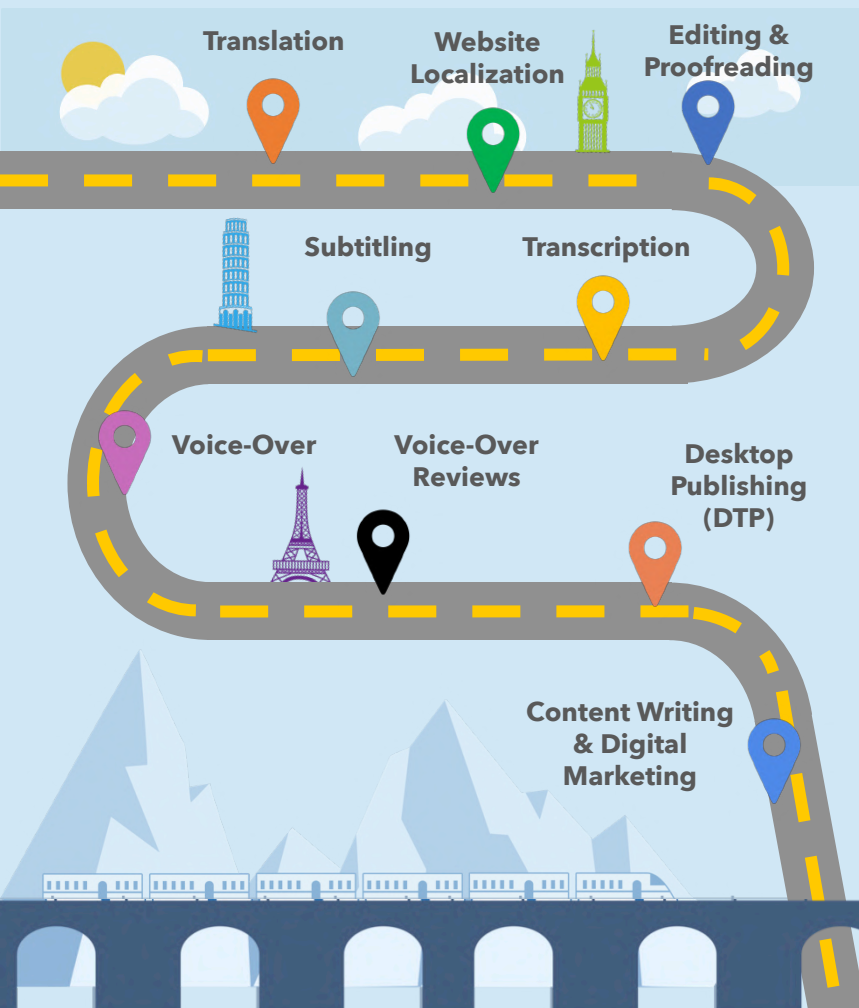 Translation
Website
Localization
Editing &
Proofreading
Subtitling
Transcription
Voice-Over
Voice-Over
Reviews
Desktop
Publishing
(DTP)
Content Writing
& Digital
Marketing